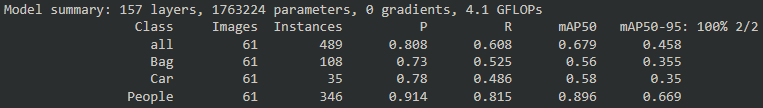 Model summary: 157 layers, 1763224 parameters, 0 gradients, 4.1 GFLOPs
Class Images Instances P R mAP50 mAP50-95: 100% 2/2
all 61 489 0.808 0.608 0.679 0.458
Bag 61 108 0.73 0.525 0.56 0.355
Car 61 35 0.78 0.486 0.58 0.35
People 61 346 0.914 0.815 0.896 0.669